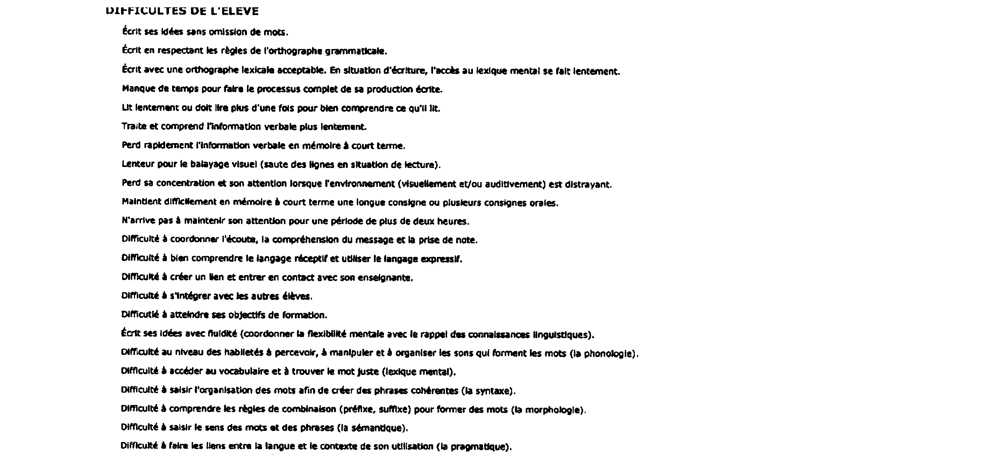 DIFFICULTES DE L'ELEVE
Écrit ses idées sans omission de mots.
Écrit en respectant les règles de l'orthographe grammaticale.
Écrit avec une orthographe lexicale acceptable. En situation d'écriture, l'accès au lexique mental se fait lentement.
Manque de temps pour faire le processus complet de sa production écrite.
Lit lentement ou doit lire plus d'une fois pour bien comprendre ce qu'il lit.
Traite et comprend l'information verbale plus lentement.
Perd rapidement l'information verbale en mémoire à court terme.
Lenteur pour le balayage visuel (saute des lignes en situation de lecture).
Perd sa concentration et son attention lorsque l'environnement (visuellement et/ou auditivement) est distrayant.
Maintient difficilement en mémoire à court terme une longue consigne ou plusieurs consignes orales.
N'arrive pas à maintenir son attention pour une période de plus de deux heures.
Difficulté à coordonner l'écoute, la compréhension du message et la prise de note.
Difficulté à bien comprendre le langage réceptif et utiliser le langage expressif.
Difficulté à créer un lien et entrer en contact avec son enseignante.
Difficulté à s'intégrer avec les autres élèves.
Difficutlé à atteindre ses objectifs de formation.
Écrit ses idées avec fluidité (coordonner la flexibilité mentale avec le rappel des connaissances linguistiques).
Difficulté au niveau des habiletés à percevoir, à manipuler et à organiser les sons qui forment les mots (la phonologie).
Difficulté à accéder au vocabulaire et à trouver le mot juste (lexique mental).
Difficulté à saisir l'organisation des mots afin de créer des phrases cohérentes (la syntaxe).
Difficulté à comprendre les règles de combinaison (préfixe, suffixe) pour former des mots (la morphologie).
Difficulté à saisir le sens des mots et des phrases (la sémantique).
Difficulté à faire les liens entre la langue et le contexte de son utilisation (la pragmatique).